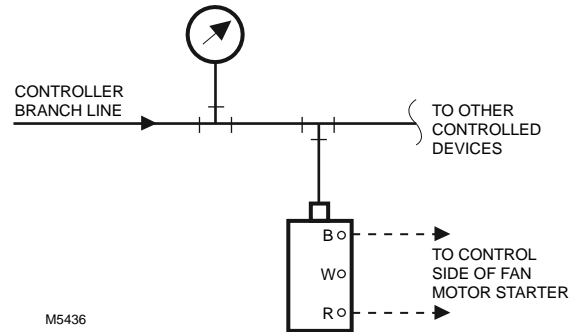 CONTROLLER
BRANCH LINE
TO OTHER
CONTROLLED
DEVICES
B
W
R
TO CONTROL
SIDE OF FAN
MOTOR STARTER
M5436